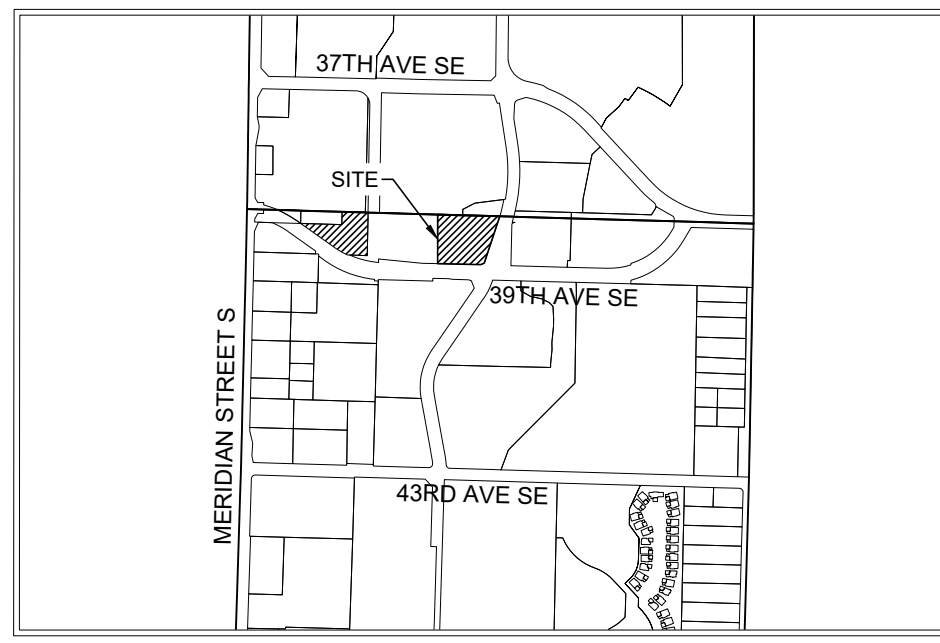 37TH AVE SE
SITE
39TH AVE SE
MERIDIAN STREET S
43RD AVE SE